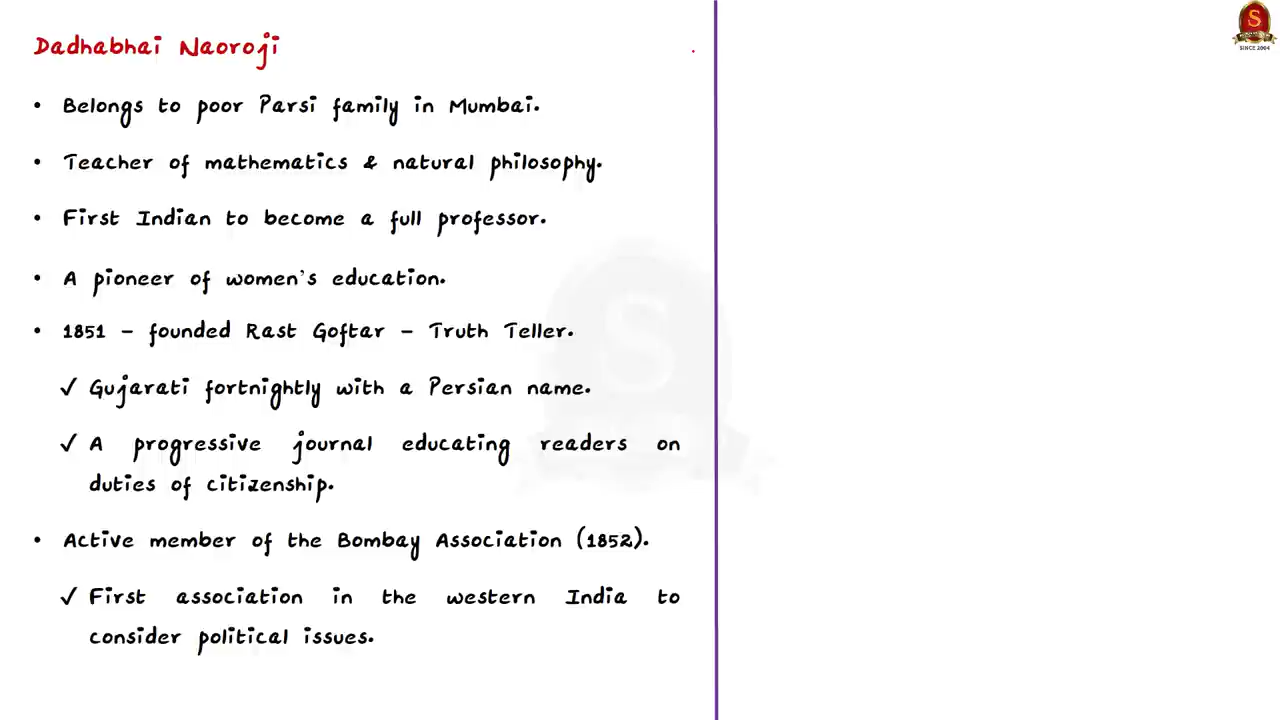 Dadhabhai Naoroji
• Belongs to poor Parsi family in Mumbai.
• Teacher of mathematics & natural philosophy.
• First Indian to become a full professor.
• A pioneer of women's education.
• 1851 – founded Rast Goftar – Truth Teller.
✓ Gujarati fortnightly with a Persian name.
✓ A progressive journal educating readers on
duties of citizenship.
• Active member of the Bombay Association (1852).
✓ First association in the western India to
consider political issues.
S
SINCE 2004
S